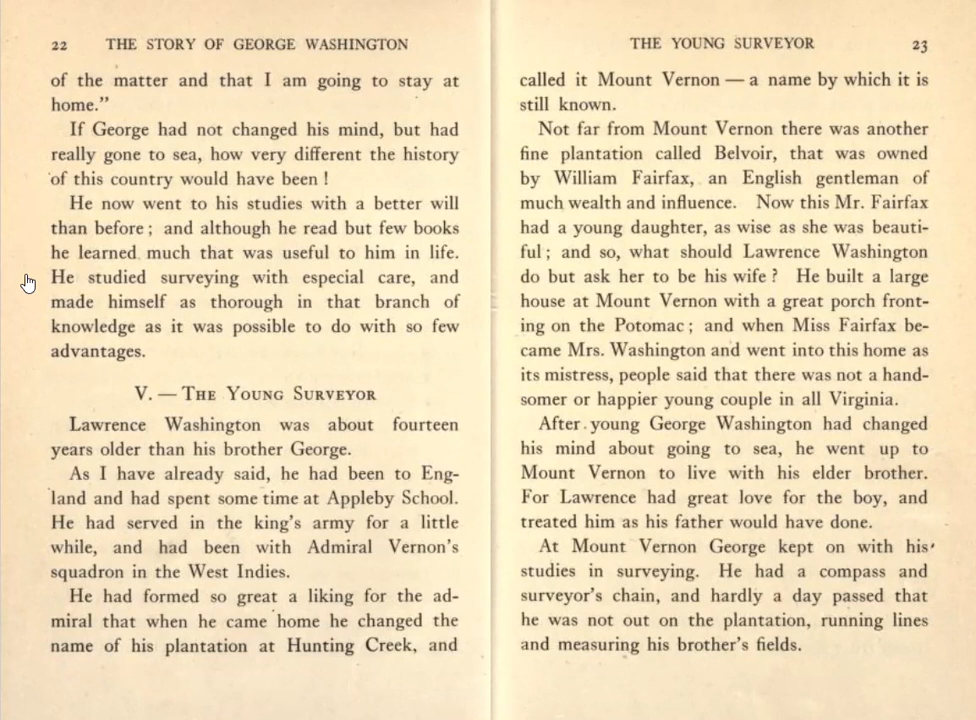 22 THE STORY OF GEORGE WASHINGTON
of the matter and that I am going to stay at
home.”
If George had not changed his mind, but had
really gone to sea, how very different the history
of this country would have been !
He now went to his studies with a better will
than before ; and although he read but few books
he learned much that was useful to him in life.
He studied surveying with especial care, and
made himself as thorough in that branch of
knowledge as it was possible to do with so few
advantages.
V. — THE YOUNG SURVEYOR
Lawrence Washington was about fourteen
years older than his brother George.
As I have already said, he had been to Eng-
land and had spent some time at Appleby School.
He had served in the king’s army for a little
while, and had been with Admiral Vernon’s
squadron in the West Indies.
He had formed so great a liking for the ad-
miral that when he came home he changed the
name of his plantation at Hunting Creek, and
THE YOUNG SURVEYOR 23
called it Mount Vernon — a name by which it is
still known.
Not far from Mount Vernon there was another
fine plantation called Belvoir, that was owned
by William Fairfax, an English gentleman of
much wealth and influence. Now this Mr. Fairfax
had a young daughter, as wise as she was beauti-
ful ; and so, what should Lawrence Washington
do but ask her to be his wife ? He built a large
house at Mount Vernon with a great porch front-
ing on the Potomac ; and when Miss Fairfax be-
came Mrs. Washington and went into this home as
its mistress, people said that there was not a hand-
somer or happier young couple in all Virginia.
After young George Washington had changed
his mind about going to sea, he went up to
Mount Vernon to live with his elder brother.
For Lawrence had great love for the boy, and
treated him as his father would have done.
At Mount Vernon George kept on with his
studies in surveying. He had a compass and
surveyor’s chain, and hardly a day passed that
he was not out on the plantation, running lines
and measuring his brother’s fields.